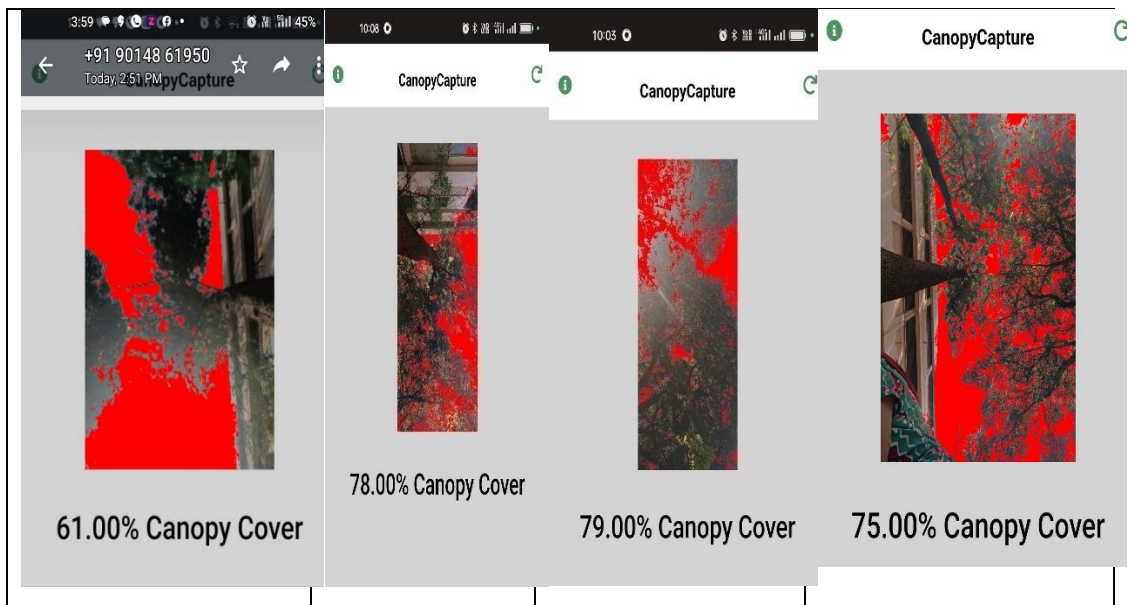 3:59 45%
+91 90148 61950
Today, 2:51 PM
CanopyCapture
61.00% Canopy Cover
10:08
CanopyCapture
78.00% Canopy Cover
10:03
CanopyCapture
79.00% Canopy Cover
CanopyCapture
75.00% Canopy Cover